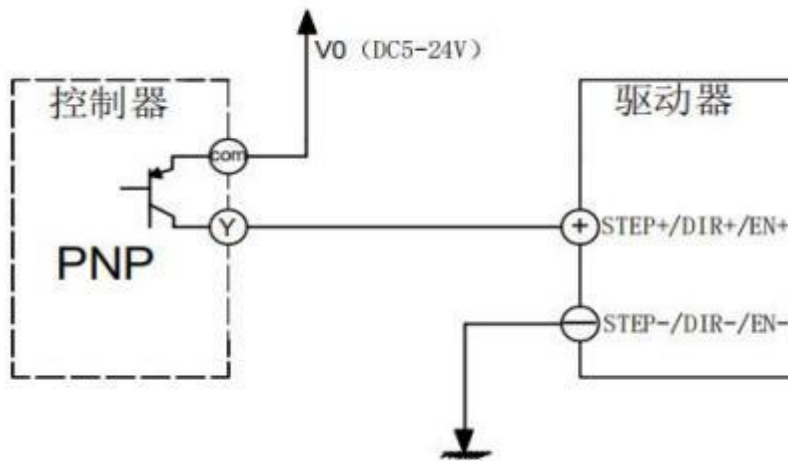 V0（DC5-24V）
控制器
驱动器
com
Y
STEP+/DIR+/EN+
PNP
STEP-/DIR-/EN-